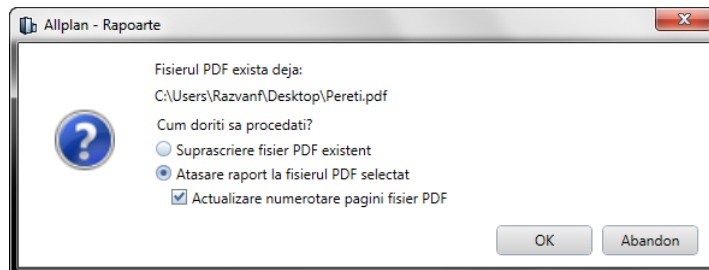 Allplan - Rapoarte
Fisierul PDF exista deja:
C:\Users\Razvanf\Desktop\Pereti.pdf
Cum doriti sa procedati?
Suprascriere fisier PDF existent
Atasare raport la fisierul PDF selectat
Actualizare numerotare pagini fisier PDF
OK Abandon